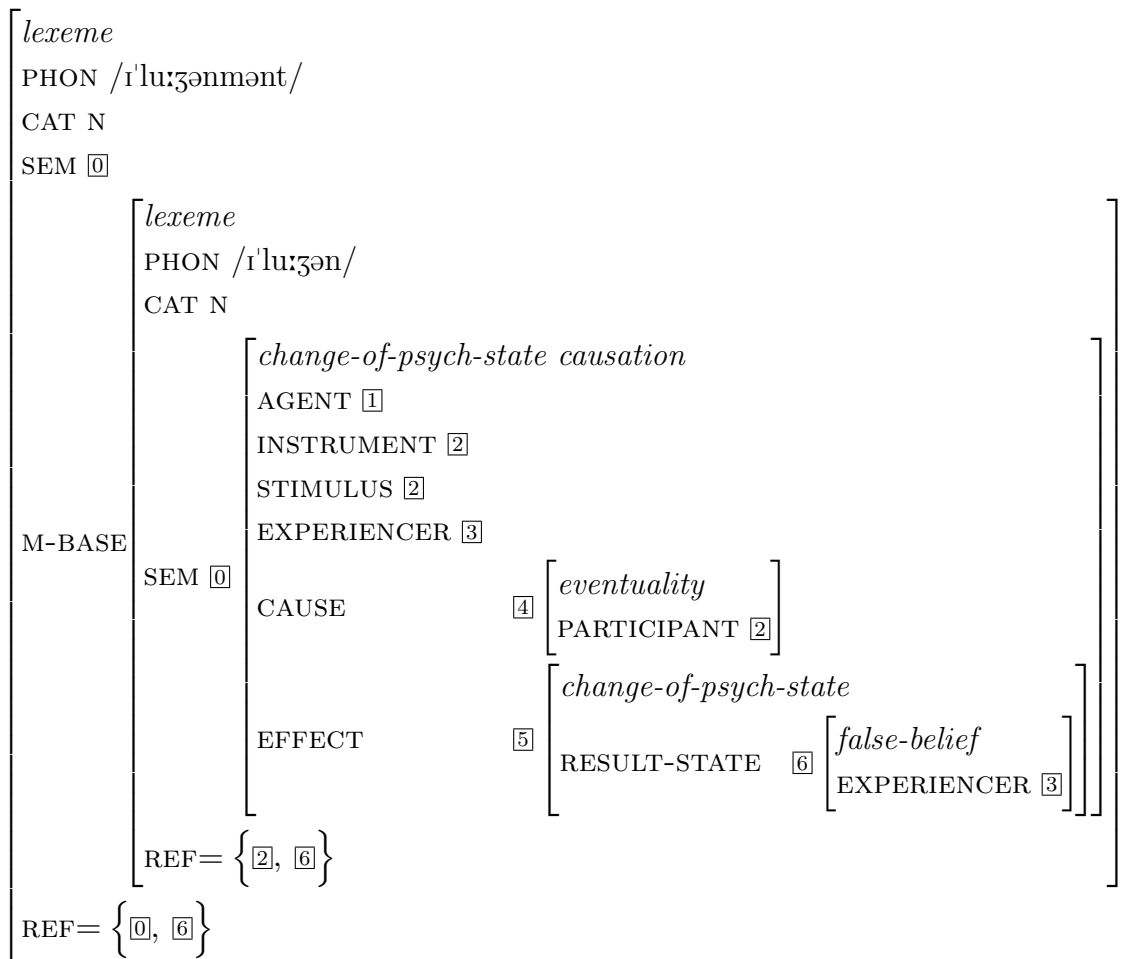 lexeme
PHON /ɪˈluːʒənmənt/
CAT N
SEM 0
M-BASE
lexeme
PHON /ɪˈluːʒən/
CAT N
SEM 0
change-of-psych-state causation
AGENT 1
INSTRUMENT 2
STIMULUS 2
EXPERIENCER 3
CAUSE 4
eventuality
PARTICIPANT 2
EFFECT 5
change-of-psych-state
RESULT-STATE 6
false-belief
EXPERIENCER 3
REF= {2, 6}
REF= {0, 6}